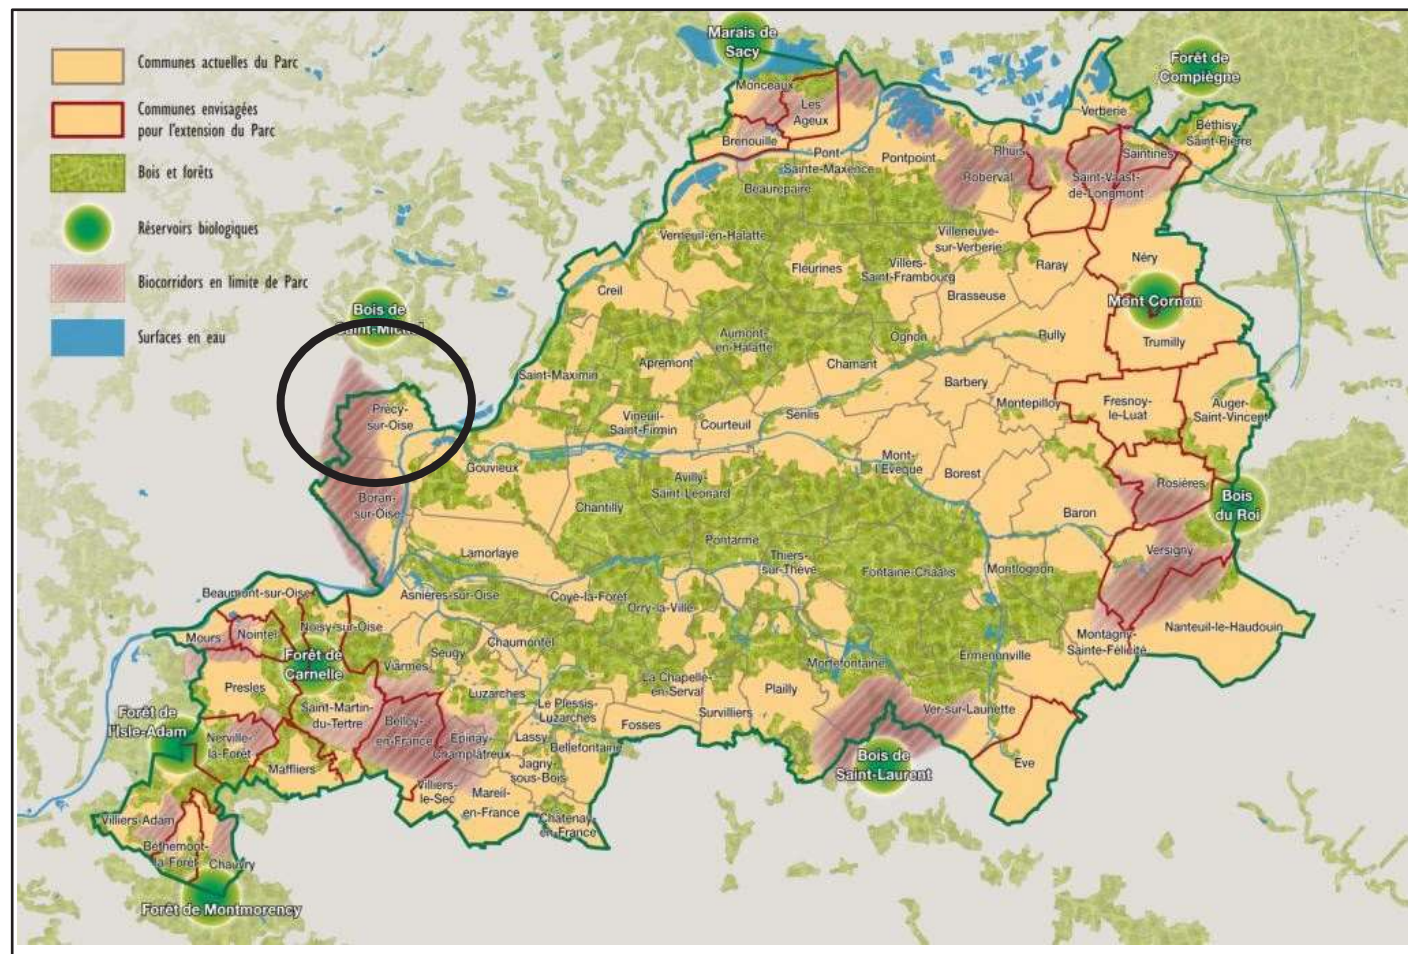 Communes actuelles du Parc
Communes envisagées
pour l'extension du Parc
Bois et forêts
Réservoirs biologiques
Biocorridors en limite de Parc
Surfaces en eau
Marais de
Sacy
Forêt de
Compiègne
Monceaux
Les
Ageux
Brenouille
Verberie
Béthisy-
Saint-Pierre
Pont-
Sainte-Maxence
Pontpoint
Rhuis
Roberval
Saintines
Saint-Vaast-
de-Longmont
Beaurepaire
Verneuil-en-Halatte
Villeneuve-
sur-Verberie
Néry
Fleurines
Villers-
Saint-Frambourg
Raray
Creil
Brasseuse
Mont Cornon
Bois de
Aumont-
en-Halatte
Ognon
Rully
Trumilly
Saint-Maximin
Apremont
Chamant
Barbery
Précy-
sur-Oise
Vineuil-
Saint-Firmin
Courteuil
Senlis
Montepilloy
Fresnoy-
le-Luat
Auger-
Saint-Vincent
Gouvieux
Mont-
l'Evêque
Borest
Rosières
Avilly-
Saint-Léonard
Bois
du Roi
Boran-
sur-Oise
Chantilly
Baron
Pontarmé
Versigny
Lamorlaye
Thiers-
sur-Thève
Fontaine-Chaâlis
Montlognon
Beaumont-sur-Oise
Asnières-sur-Oise
Coye-la-Forêt
Orry-la-Ville
Mours
Nointel
Noisy-sur-Oise
Chaumontel
Montagny-
Sainte-Félicité
Nanteuil-le-Haudouin
Forêt de
Carnelle
Seugy
Viarmes
Mortefontaine
Ermenonville
Presles
Luzarches
La Chapelle-
en-Serval
Plailly
Saint-Martin-
du-Tertre
Le Plessis-
Luzarches
Survilliers
Ver-sur-Launette
Forêt de
l'Isle-Adam
Belloy-
en-France
Epinay-
Champlâtreux
Lassy
Fosses
Nerville-
la-Forêt
Bellefontaine
Maffliers
Jagny-
sous-Bois
Bois de
Saint-Laurent
Ève
Villiers-
le-Sec
Mareil-
en-France
Châtenay-
en-France
Villiers-Adam
Béthemont-
la-Forêt
Chauvry
Forêt de Montmorency